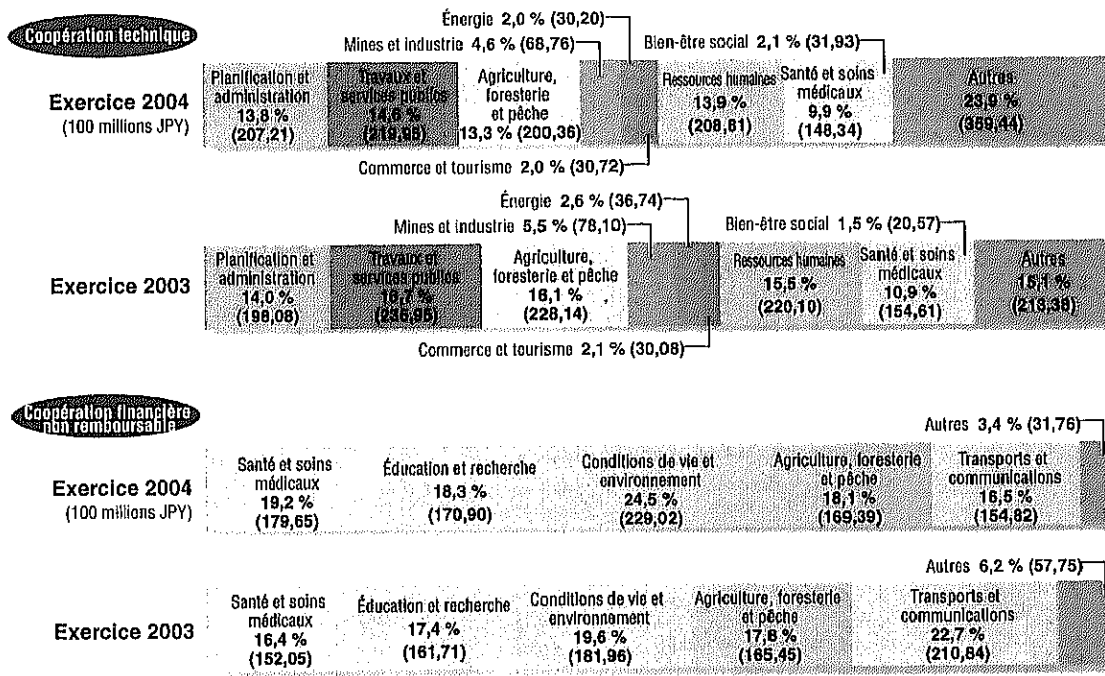 Coopération technique
Énergie 2,0 % (30,20)
Mines et industrie 4,6 % (68,76)
Bien-être social 2,1 % (31,93)
Exercice 2004
(100 millions JPY)
Planification et
administration
13,8 %
(207,21)
Travaux et
services publics
14,6 %
(219,98)
Agriculture,
foresterie
et pêche
13,3 % (200,36)
Ressources humaines
13,9 %
(208,61)
Santé et soins
médicaux
9,9 %
(148,34)
Autres
23,9 %
(359,44)
Commerce et tourisme 2,0 % (30,72)
Énergie 2,6 % (36,74)
Mines et industrie 5,5 % (78,10)
Bien-être social 1,5 % (20,57)
Exercice 2003
Planification et
administration
14,0 %
(198,08)
Travaux et
services publics
16,7 %
(235,95)
Agriculture,
foresterie et pêche
16,1 %
(228,14)
Ressources humaines
15,5 %
(220,10)
Santé et soins
médicaux
10,9 %
(154,61)
Autres
15,1 %
(213,38)
Commerce et tourisme 2,1 % (30,08)
Coopération financière
non remboursable
Autres 3,4 % (31,76)
Exercice 2004
(100 millions JPY)
Santé et soins
médicaux
19,2 %
(179,65)
Éducation et recherche
18,3 %
(170,90)
Conditions de vie et
environnement
24,5 %
(229,02)
Agriculture, foresterie
et pêche
18,1 %
(169,39)
Transports et
communications
16,5 %
(154,82)
Autres 6,2 % (57,75)
Exercice 2003
Santé et soins
médicaux
16,4 %
(152,05)
Éducation et recherche
17,4 %
(161,71)
Conditions de vie et
environnement
19,6 %
(181,96)
Agriculture, foresterie
et pêche
17,8 %
(165,45)
Transports et
communications
22,7 %
(210,84)